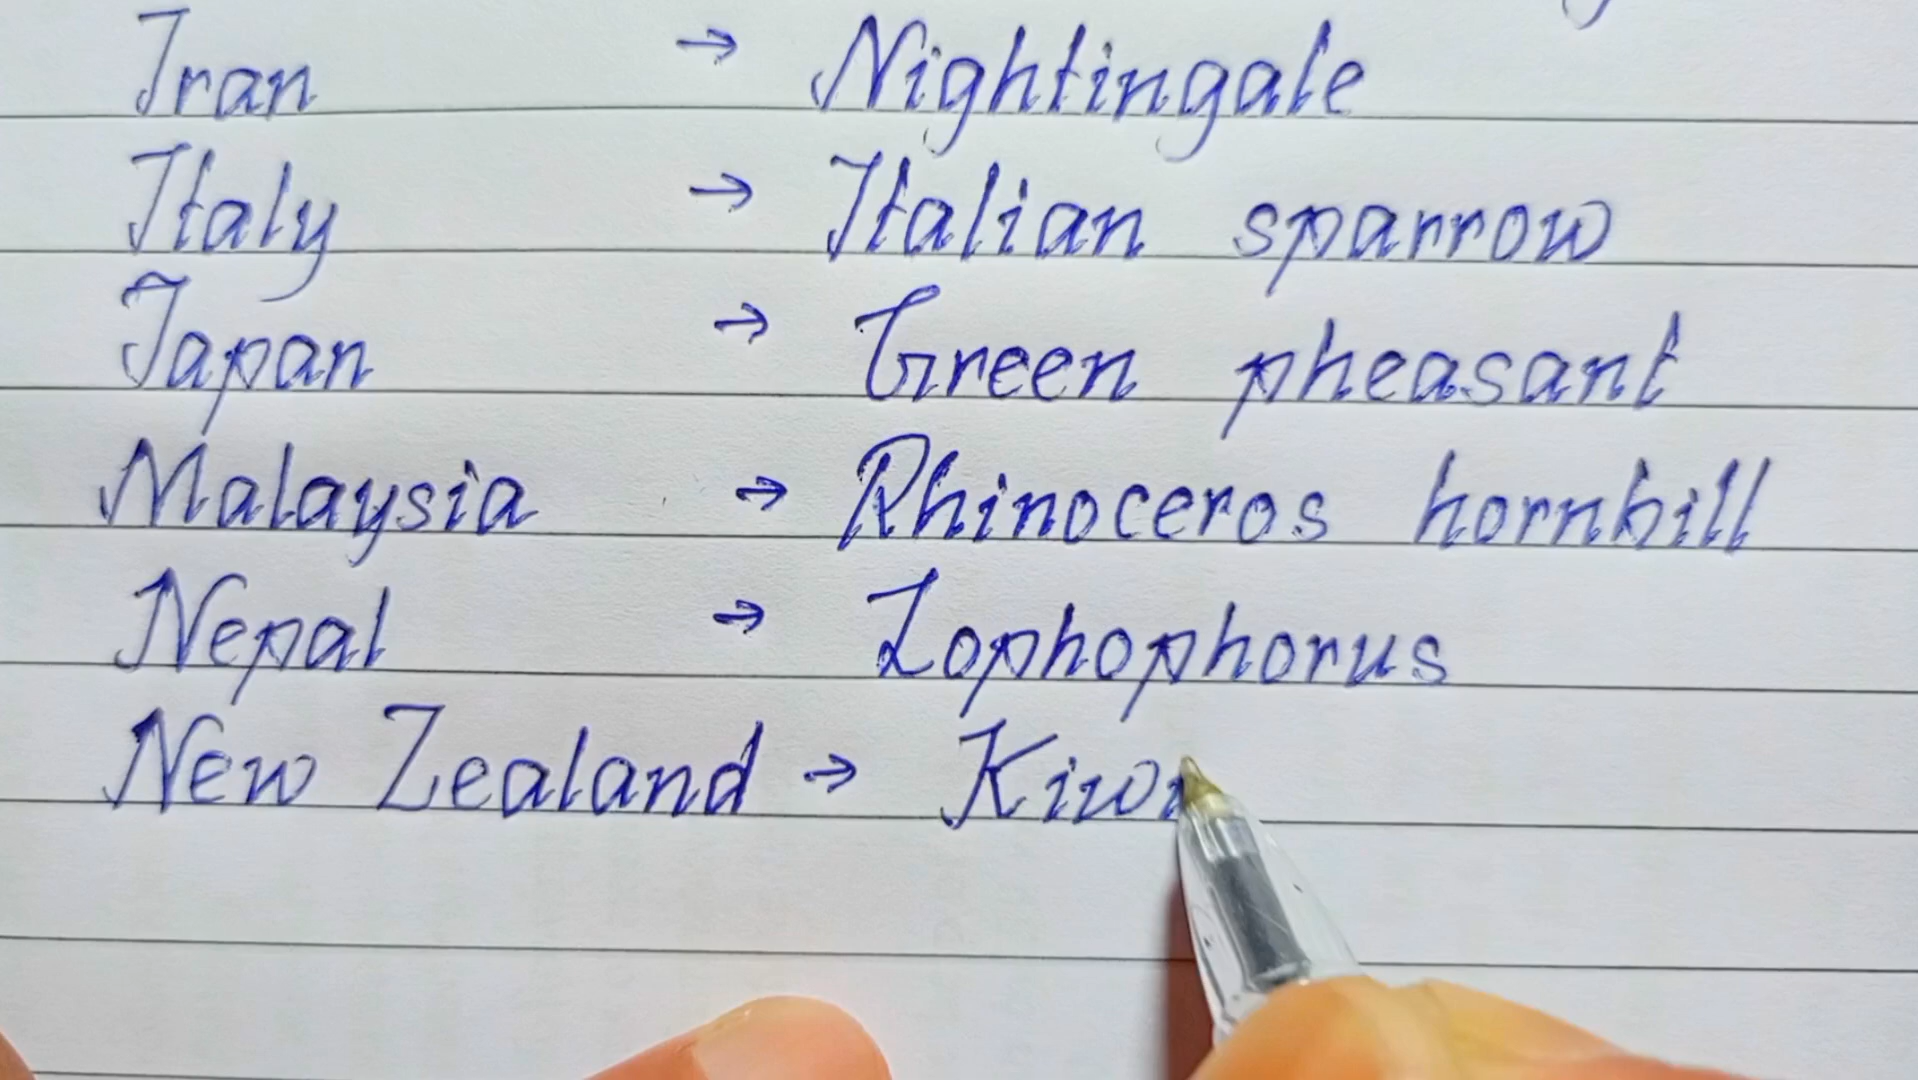 Iran → Nightingale
Italy → Italian sparrow
Japan → Green pheasant
Malaysia → Rhinoceros hornbill
Nepal → Lophophorus
New Zealand → Kiwi